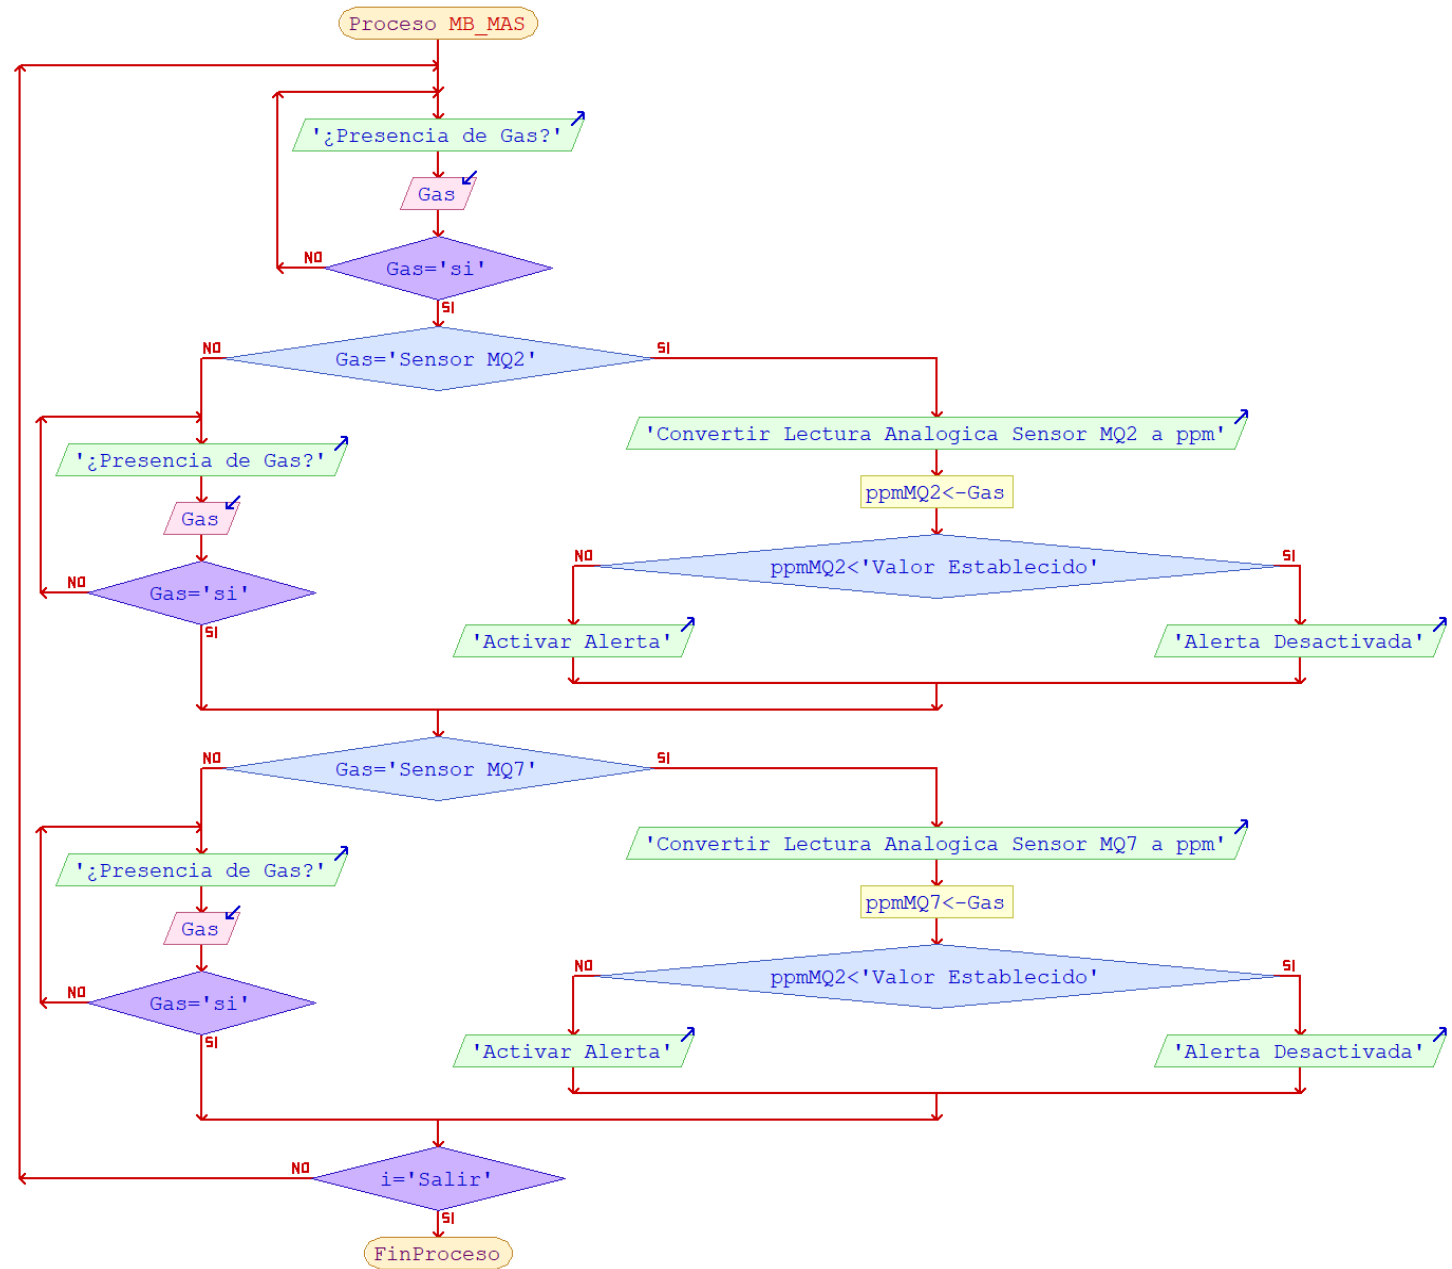 Proceso MB_MAS
'¿Presencia de Gas?'
Gas
NO
Gas='si'
SI
NO
Gas='Sensor MQ2'
SI
'Convertir Lectura Analogica Sensor MQ2 a ppm'
'¿Presencia de Gas?'
ppmMQ2<-Gas
Gas
NO
ppmMQ2<'Valor Establecido'
SI
NO
Gas='si'
SI
'Activar Alerta'
'Alerta Desactivada'
NO
Gas='Sensor MQ7'
SI
'Convertir Lectura Analogica Sensor MQ7 a ppm'
'¿Presencia de Gas?'
ppmMQ7<-Gas
Gas
NO
ppmMQ2<'Valor Establecido'
SI
NO
Gas='si'
SI
'Activar Alerta'
'Alerta Desactivada'
NO
i='Salir'
SI
FinProceso